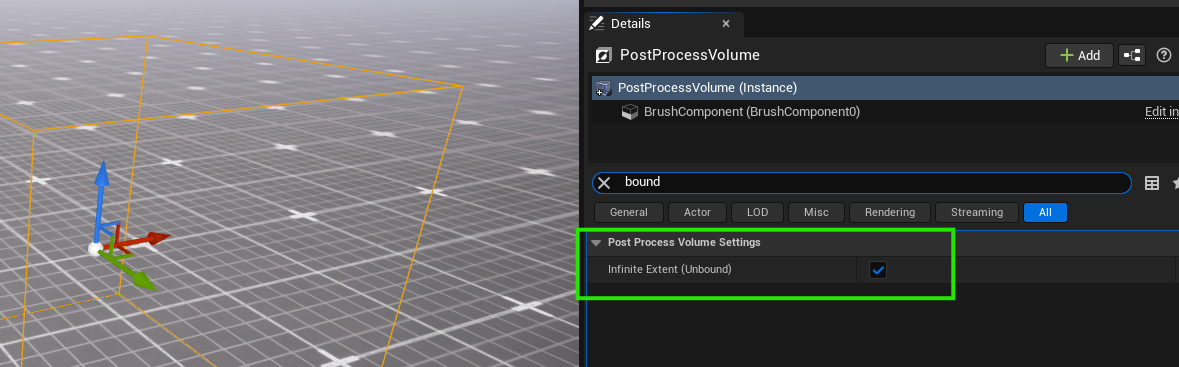 Details
PostProcessVolume
Add
PostProcessVolume (Instance)
BrushComponent (BrushComponent0)
Edit in
bound
General
Actor
LOD
Misc
Rendering
Streaming
All
Post Process Volume Settings
Infinite Extent (Unbound)